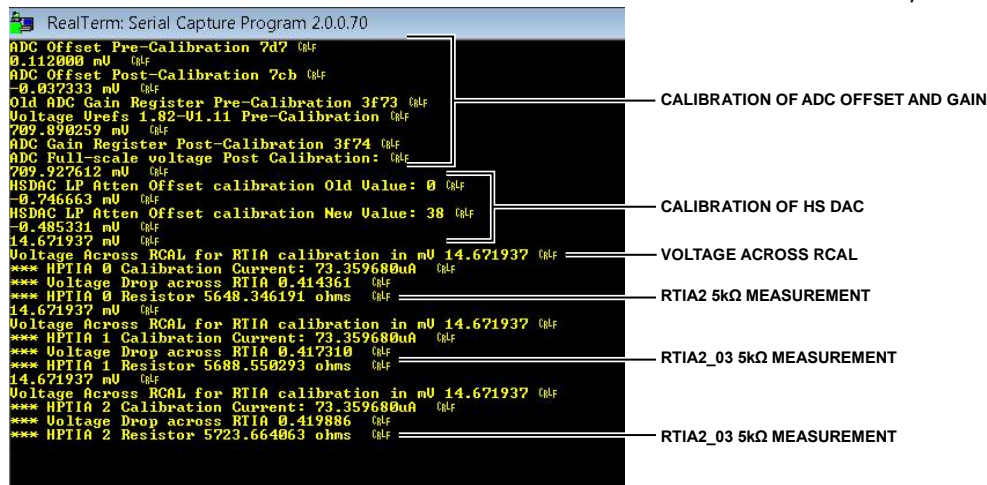 RealTerm: Serial Capture Program 2.0.0.70
ADC Offset Pre-Calibration 7d7 CRLF
0.112000 mV CRLF
ADC Offset Post-Calibration 7cb CRLF
-0.037333 mV CRLF
Old ADC Gain Register Pre-Calibration 3f73 CRLF
Voltage Vrefs 1.82-V1.11 Pre-Calibration CRLF
709.890259 mV CRLF
ADC Gain Register Post-Calibration 3f74 CRLF
ADC Full-scale voltage Post Calibration: CRLF
709.927612 mV CRLF
CALIBRATION OF ADC OFFSET AND GAIN
HSDAC LP Atten Offset calibration Old Value: 0 CRLF
-0.746663 mV CRLF
HSDAC LP Atten Offset calibration New Value: 38 CRLF
-0.485331 mV CRLF
14.671937 mV CRLF
CALIBRATION OF HS DAC
Voltage Across RCAL for RTIA calibration in mV 14.671937 CRLF
VOLTAGE ACROSS RCAL
*** HPTIA 0 Calibration Current: 73.359680uA CRLF
*** Voltage Drop across RTIA 0.414361 CRLF
*** HPTIA 0 Resistor 5648.346191 ohms CRLF
RTIA2 5kΩ MEASUREMENT
14.671937 mV CRLF
Voltage Across RCAL for RTIA calibration in mV 14.671937 CRLF
*** HPTIA 1 Calibration Current: 73.359680uA CRLF
*** Voltage Drop across RTIA 0.417310 CRLF
*** HPTIA 1 Resistor 5688.550293 ohms CRLF
RTIA2_03 5kΩ MEASUREMENT
14.671937 mV CRLF
Voltage Across RCAL for RTIA calibration in mV 14.671937 CRLF
*** HPTIA 2 Calibration Current: 73.359680uA CRLF
*** Voltage Drop across RTIA 0.419886 CRLF
*** HPTIA 2 Resistor 5723.664063 ohms CRLF
RTIA2_03 5kΩ MEASUREMENT